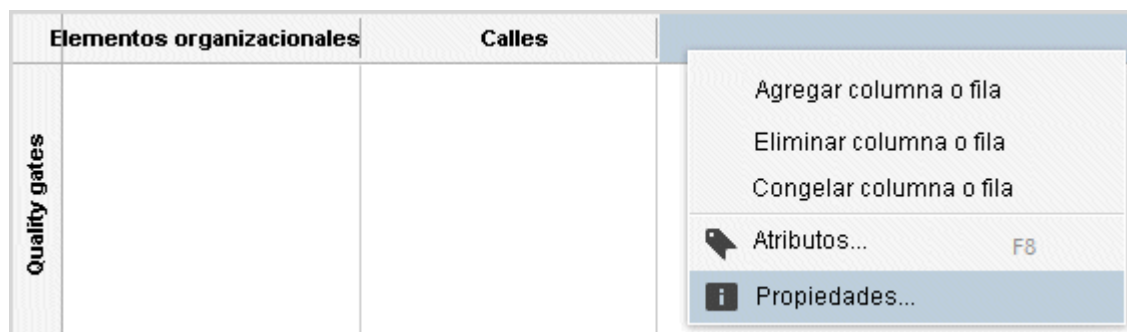 Elementos organizacionales
Calles
Quality gates
Agregar columna o fila
Eliminar columna o fila
Congelar columna o fila
Atributos... F8
Propiedades...